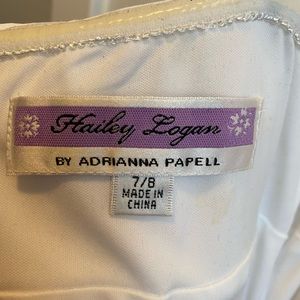 Hailey Logan
BY ADRIANNA PAPELL
7/8
MADE IN
CHINA